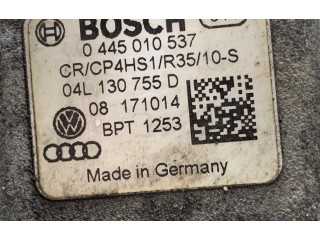 BOSCH
0 445 010 537
CR/CP4HS1/R35/10-S
04L 130 755 D
08 171014
BPT 1253
Made in Germany